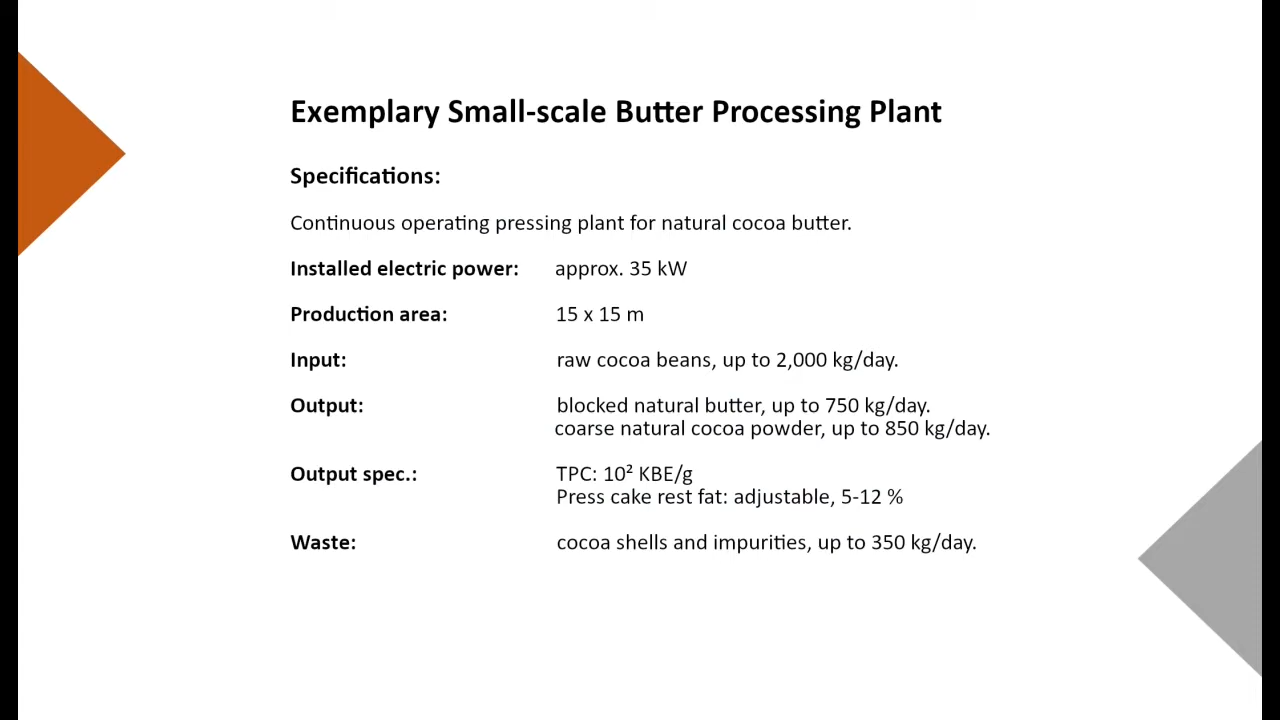 Exemplary Small-scale Butter Processing Plant
Specifications:
Continuous operating pressing plant for natural cocoa butter.
Installed electric power: approx. 35 kW
Production area: 15 x 15 m
Input: raw cocoa beans, up to 2,000 kg/day.
Output: blocked natural butter, up to 750 kg/day.
coarse natural cocoa powder, up to 850 kg/day.
Output spec.: TPC: 10² KBE/g
Press cake rest fat: adjustable, 5-12 %
Waste: cocoa shells and impurities, up to 350 kg/day.